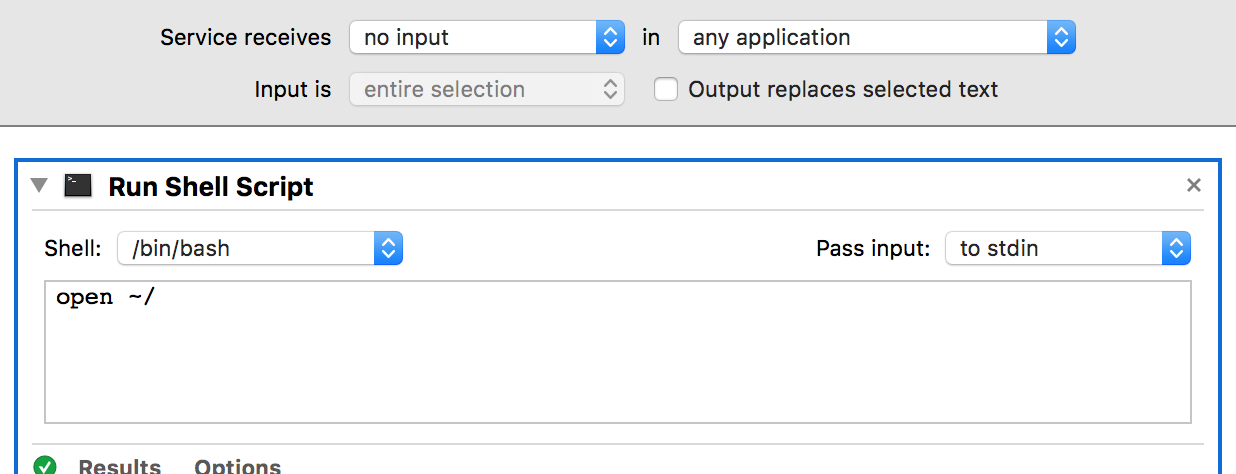 Service receives no input in any application
Input is entire selection Output replaces selected text
Run Shell Script
Shell: /bin/bash Pass input: to stdin
open ~/
Results Options